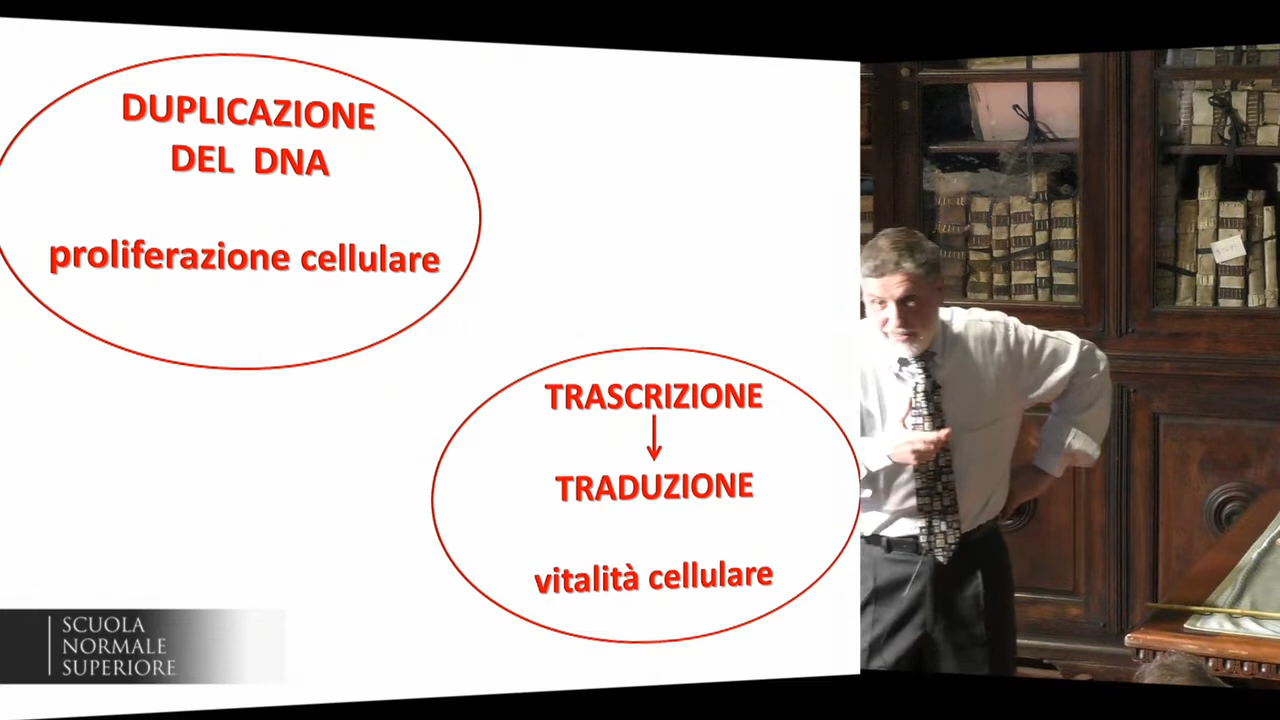 DUPLICAZIONE
DEL DNA
proliferazione cellulare
TRASCRIZIONE
TRADUZIONE
vitalità cellulare
SCUOLA
NORMALE
SUPERIORE